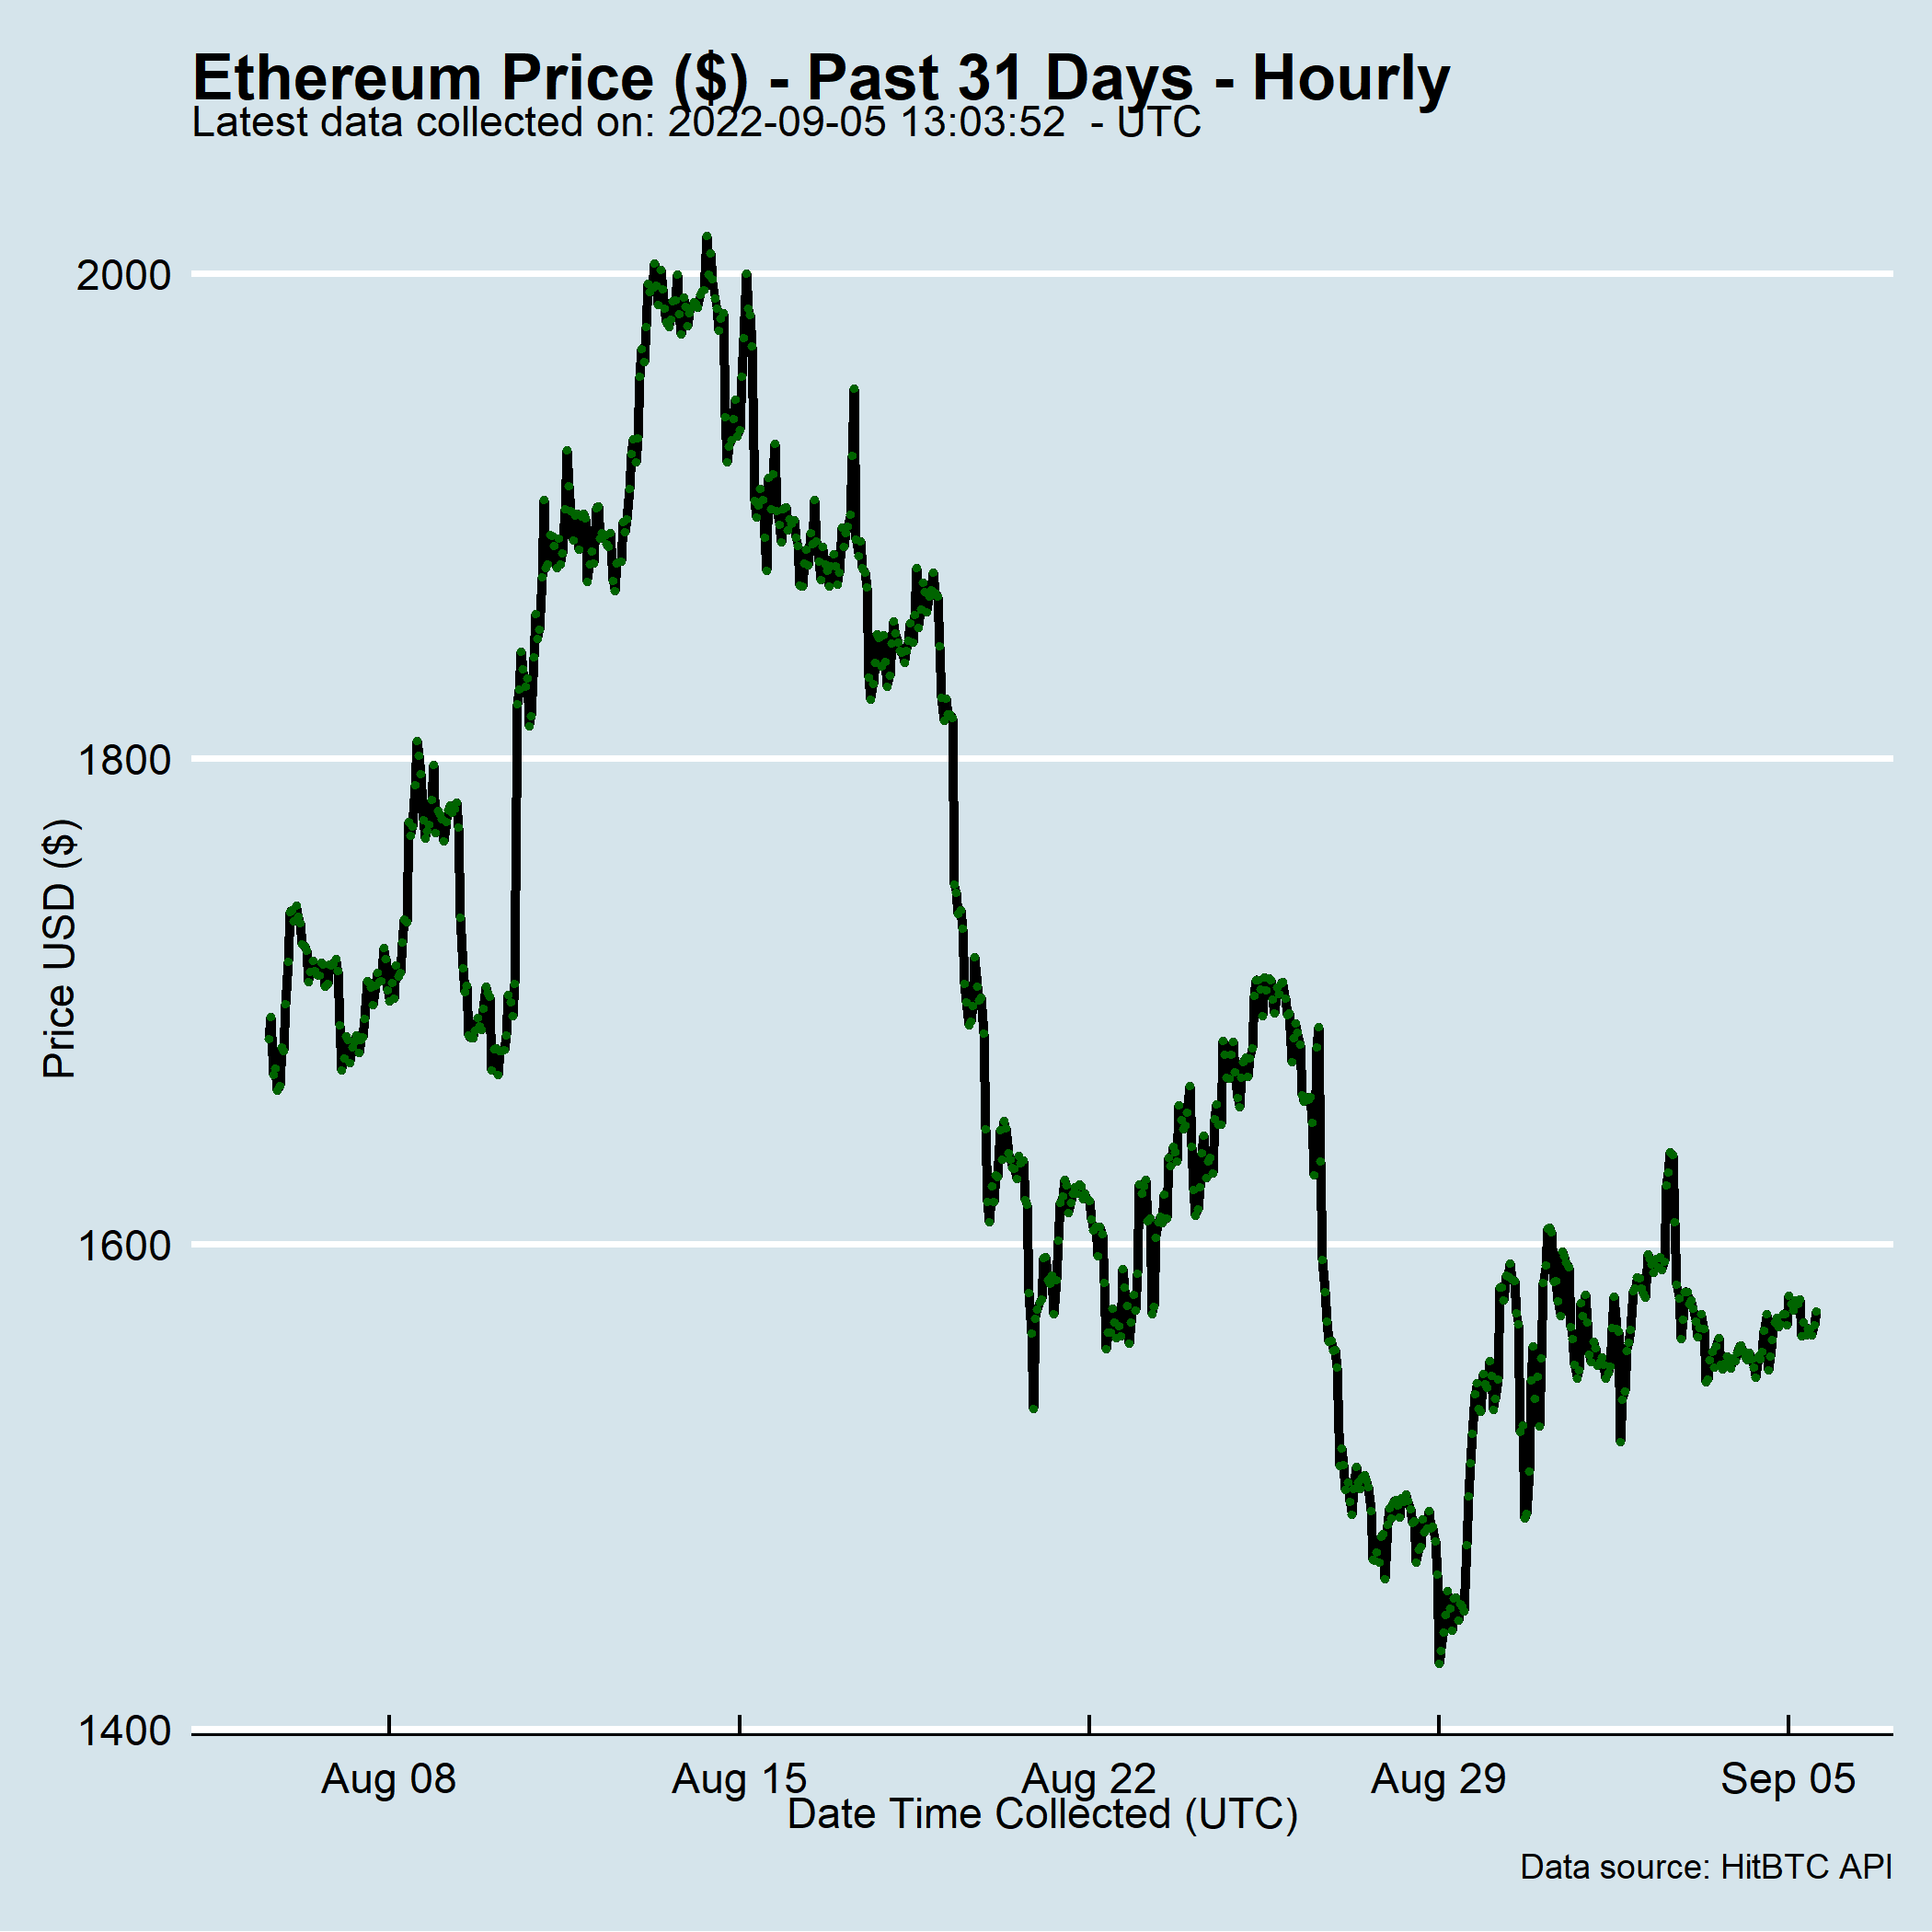 Ethereum Price ($) - Past 31 Days - Hourly
Latest data collected on: 2022-09-05 13:03:52  - UTC
Price USD ($)
2000
1800
1600
1400
Aug 08
Aug 15
Aug 22
Aug 29
Sep 05
Date Time Collected (UTC)
Data source: HitBTC API